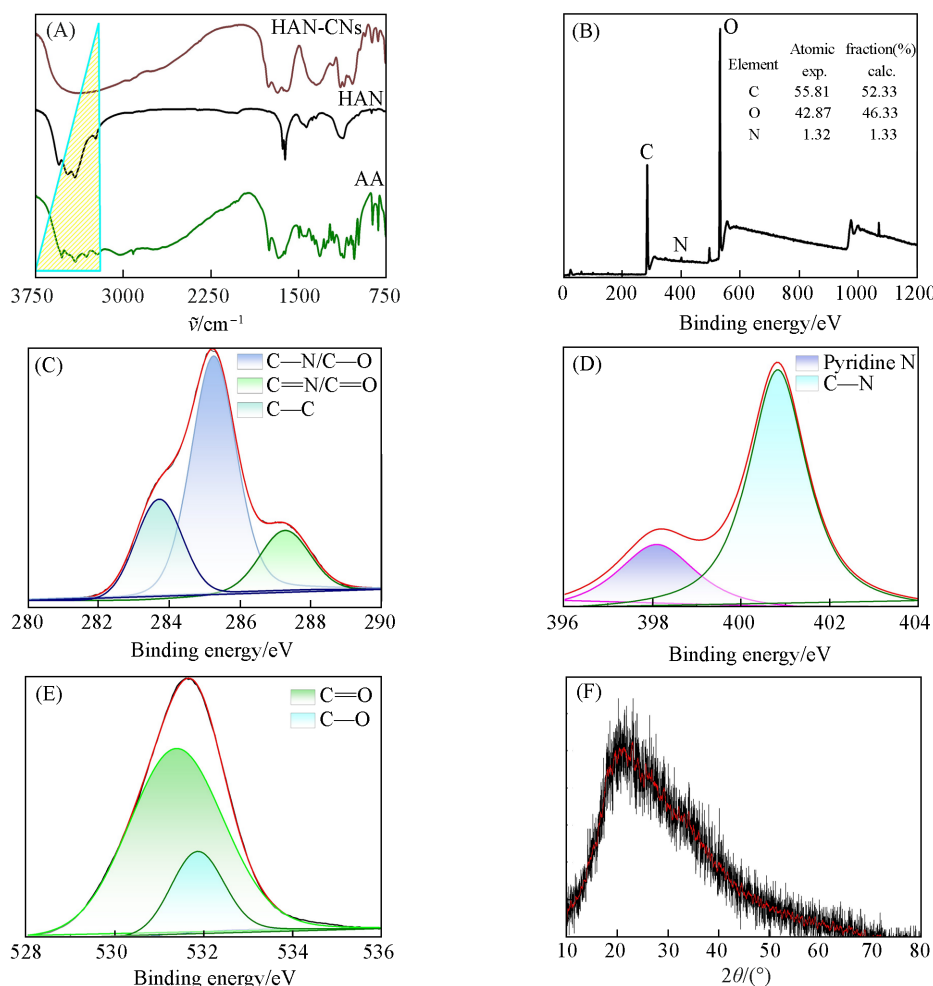 (A)
HAN-CNs
HAN
AA
3750 3000 2250 1500 750
ṽ/cm⁻¹
(B)
O
C
N
Element Atomic fraction(%)
exp. calc.
C 55.81 52.33
O 42.87 46.33
N 1.32 1.33
0 200 400 600 800 1000 1200
Binding energy/eV
(C)
C—N/C—O
C═N/C═O
C—C
280 282 284 286 288 290
Binding energy/eV
(D)
Pyridine N
C—N
396 398 400 402 404
Binding energy/eV
(E)
C═O
C—O
528 530 532 534 536
Binding energy/eV
(F)
10 20 30 40 50 60 70 80
2θ/(°)